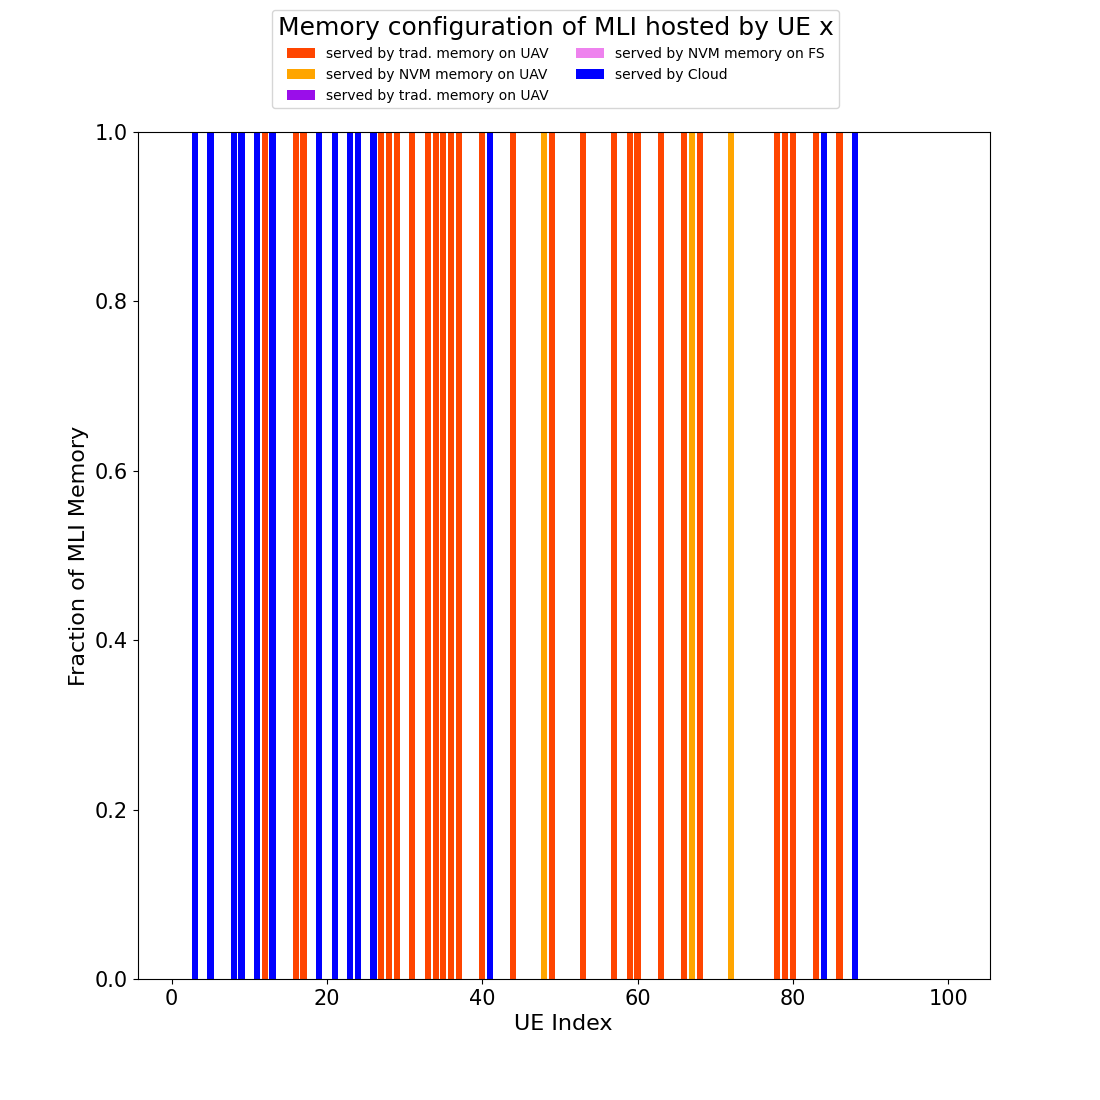 Memory configuration of MLI hosted by UE x
served by trad. memory on UAV
served by NVM memory on UAV
served by trad. memory on UAV
served by NVM memory on FS
served by Cloud
1.0
0.8
0.6
0.4
0.2
0.0
Fraction of MLI Memory
0 20 40 60 80 100
UE Index